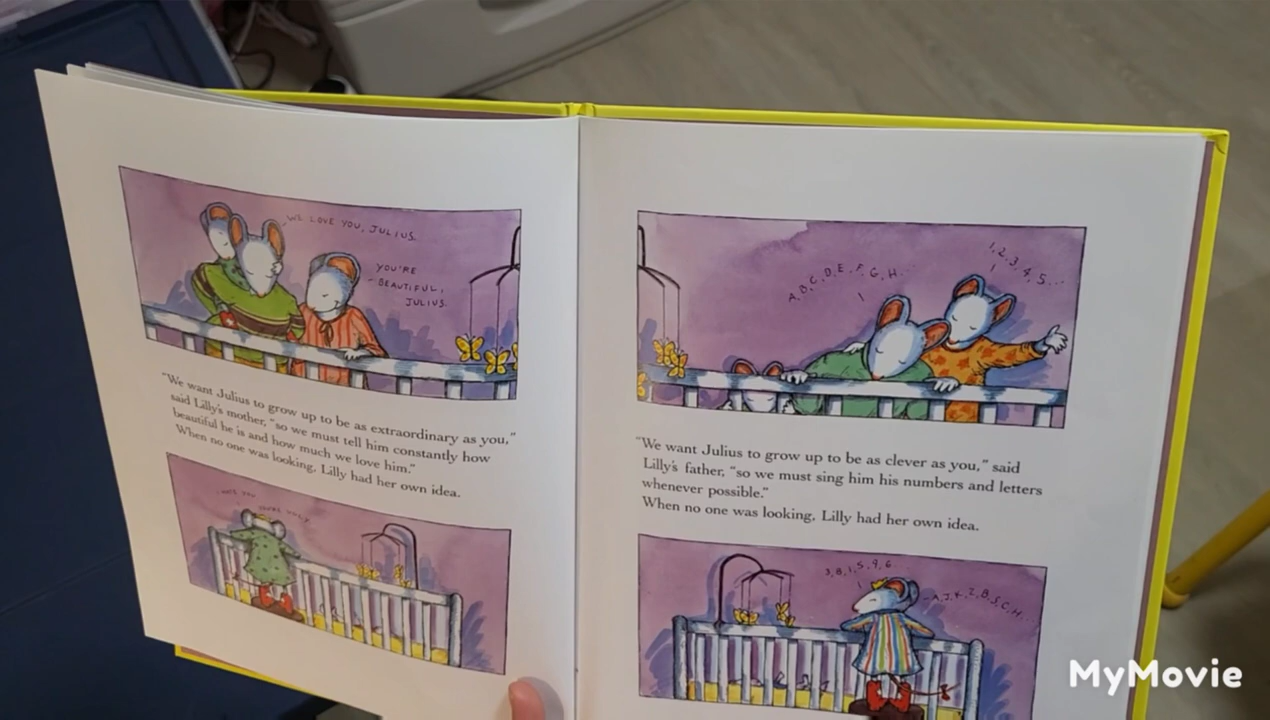 WE LOVE YOU, JULIUS.
YOU'RE
BEAUTIFUL,
JULIUS.
"We want Julius to grow up to be as extraordinary as you,"
said Lilly's mother, "so we must tell him constantly how
beautiful he is and how much we love him."
When no one was looking, Lilly had her own idea.
A, B, C, D, E, F, G, H...
1, 2, 3, 4, 5...
"We want Julius to grow up to be as clever as you," said
Lilly's father, "so we must sing him his numbers and letters
whenever possible."
When no one was looking, Lilly had her own idea.
3, 8, 1, 5, 9, 6...
MyMovie